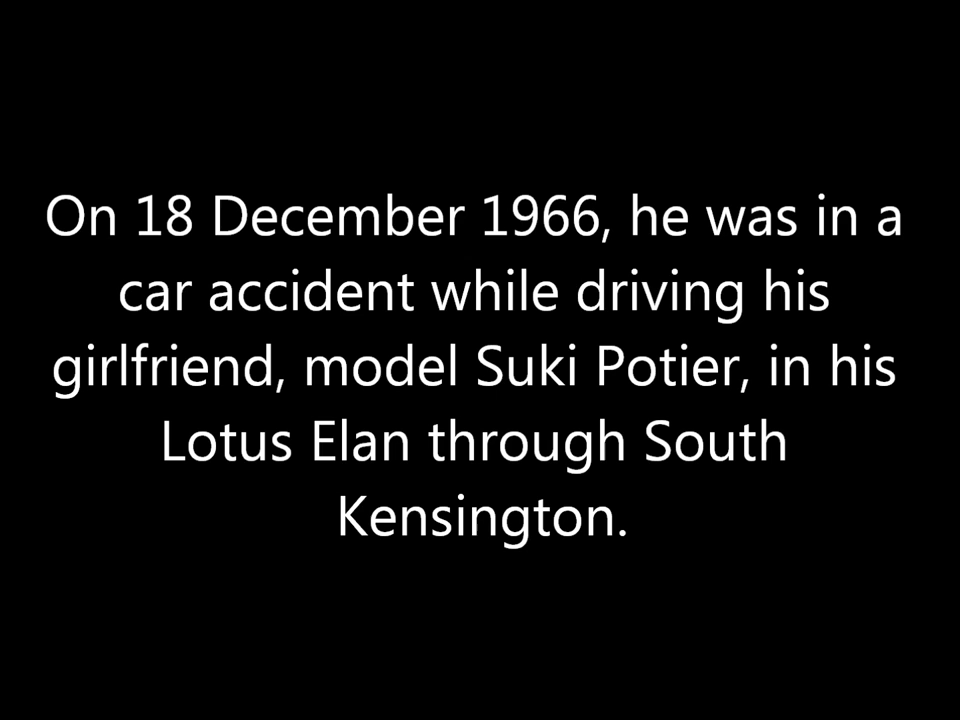 On 18 December 1966, he was in a
car accident while driving his
girlfriend, model Suki Potier, in his
Lotus Elan through South
Kensington.